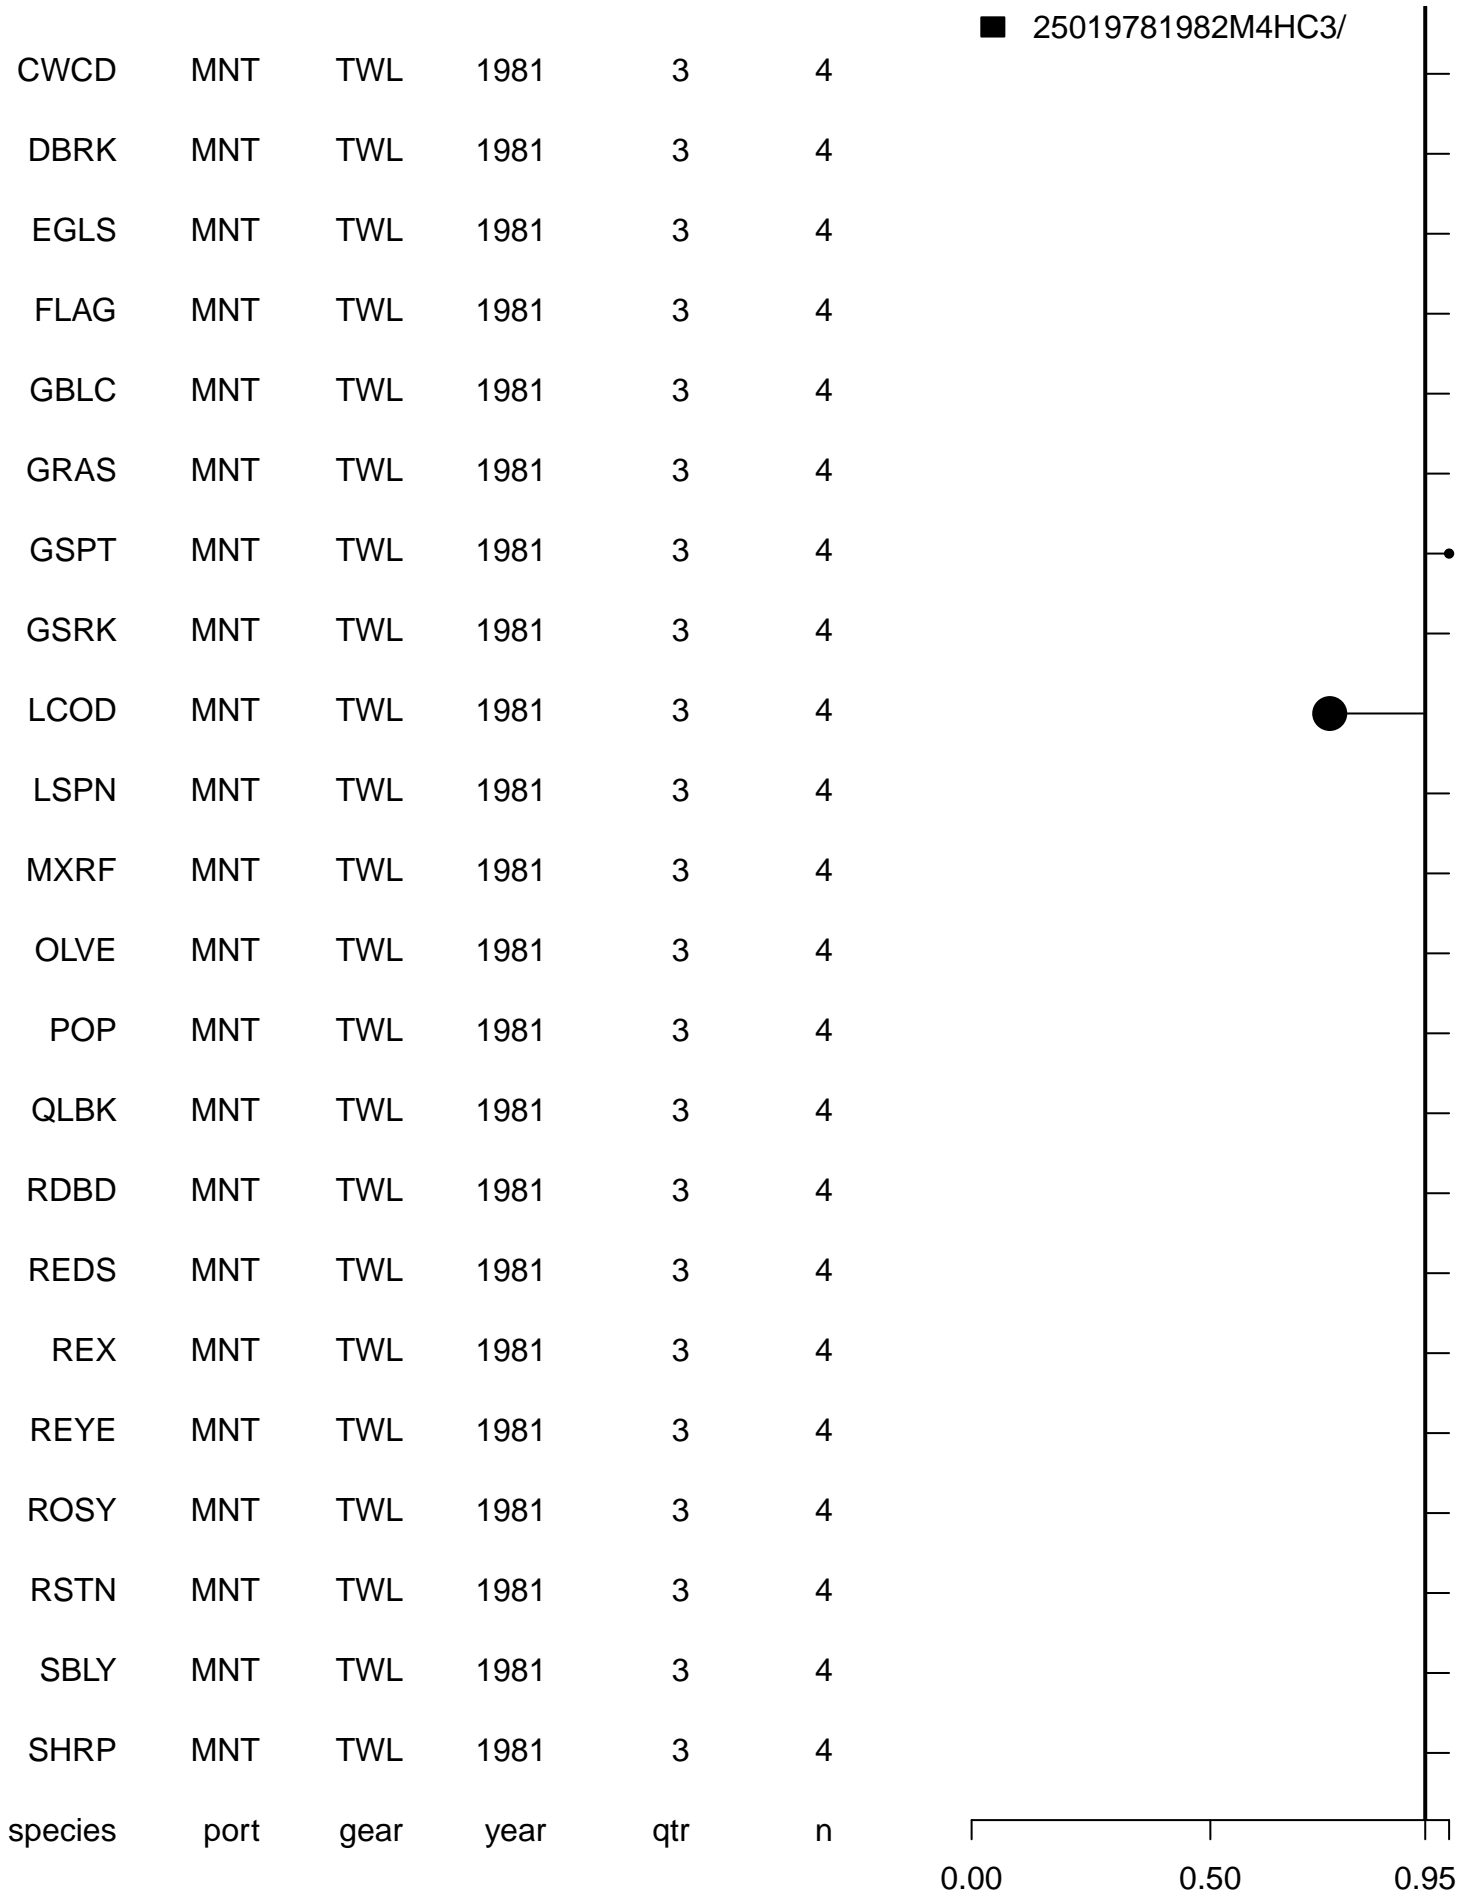 25019781982M4HC3/
CWCD MNT TWL 1981 3 4
DBRK MNT TWL 1981 3 4
EGLS MNT TWL 1981 3 4
FLAG MNT TWL 1981 3 4
GBLC MNT TWL 1981 3 4
GRAS MNT TWL 1981 3 4
GSPT MNT TWL 1981 3 4
GSRK MNT TWL 1981 3 4
LCOD MNT TWL 1981 3 4
LSPN MNT TWL 1981 3 4
MXRF MNT TWL 1981 3 4
OLVE MNT TWL 1981 3 4
POP MNT TWL 1981 3 4
QLBK MNT TWL 1981 3 4
RDBD MNT TWL 1981 3 4
REDS MNT TWL 1981 3 4
REX MNT TWL 1981 3 4
REYE MNT TWL 1981 3 4
ROSY MNT TWL 1981 3 4
RSTN MNT TWL 1981 3 4
SBLY MNT TWL 1981 3 4
SHRP MNT TWL 1981 3 4
species port gear year qtr n
0.00 0.50 0.95